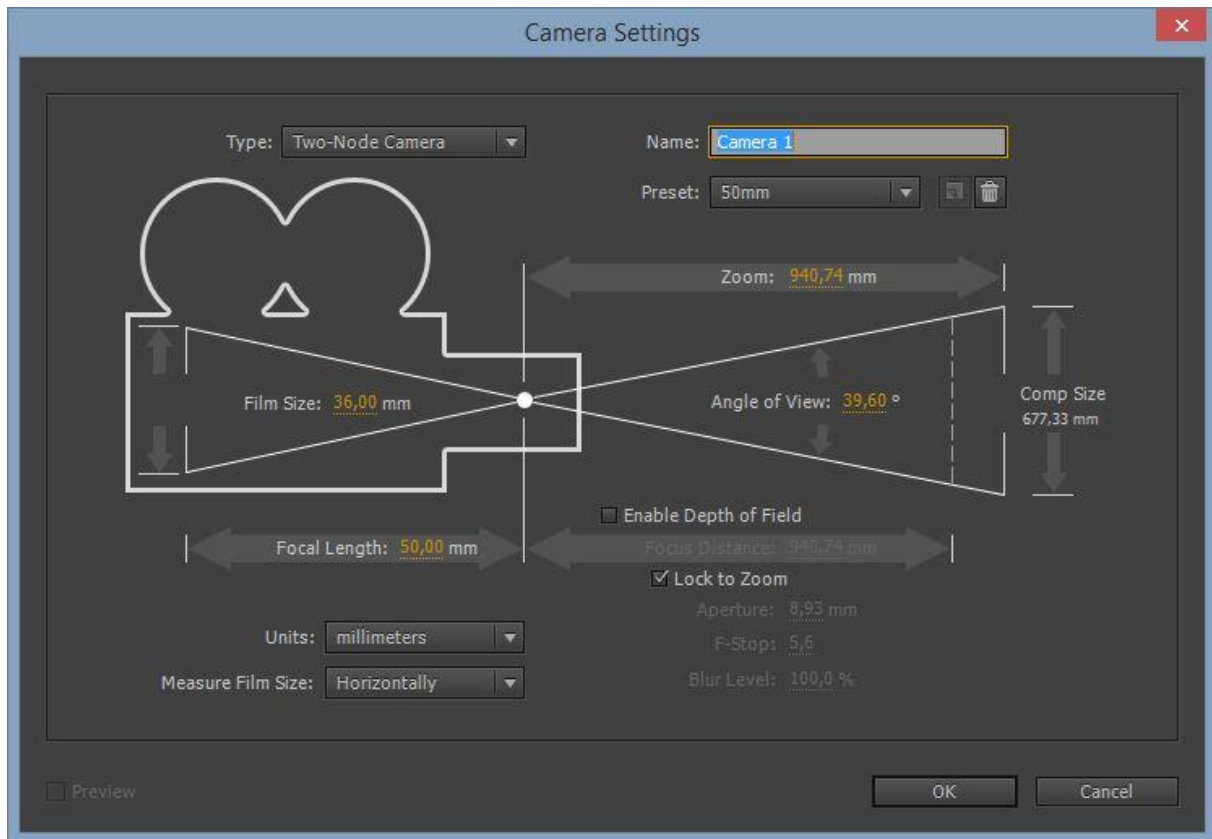 Camera Settings
Type: Two-Node Camera
Name: Camera 1
Preset: 50mm
Zoom: 940,74 mm
Film Size: 36,00 mm
Angle of View: 39,60 °
Comp Size
677,33 mm
Enable Depth of Field
Focal Length: 50,00 mm
Focus Distance: 940,74 mm
Lock to Zoom
Aperture: 8,93 mm
Units: millimeters
F-Stop: 5,6
Measure Film Size: Horizontally
Blur Level: 100,0 %
Preview
OK
Cancel